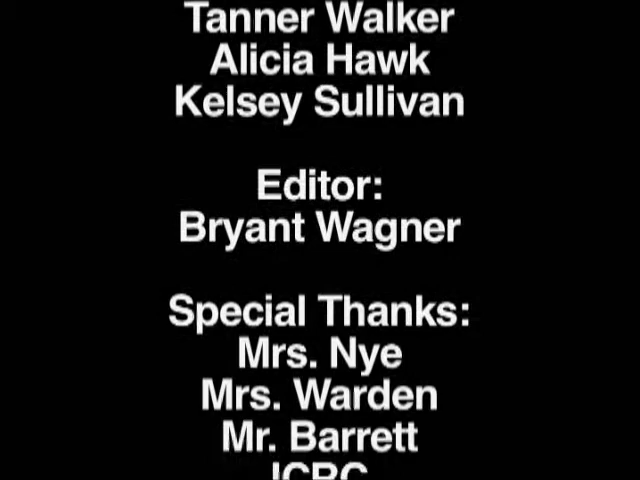 Tanner Walker
Alicia Hawk
Kelsey Sullivan
Editor:
Bryant Wagner
Special Thanks:
Mrs. Nye
Mrs. Warden
Mr. Barrett